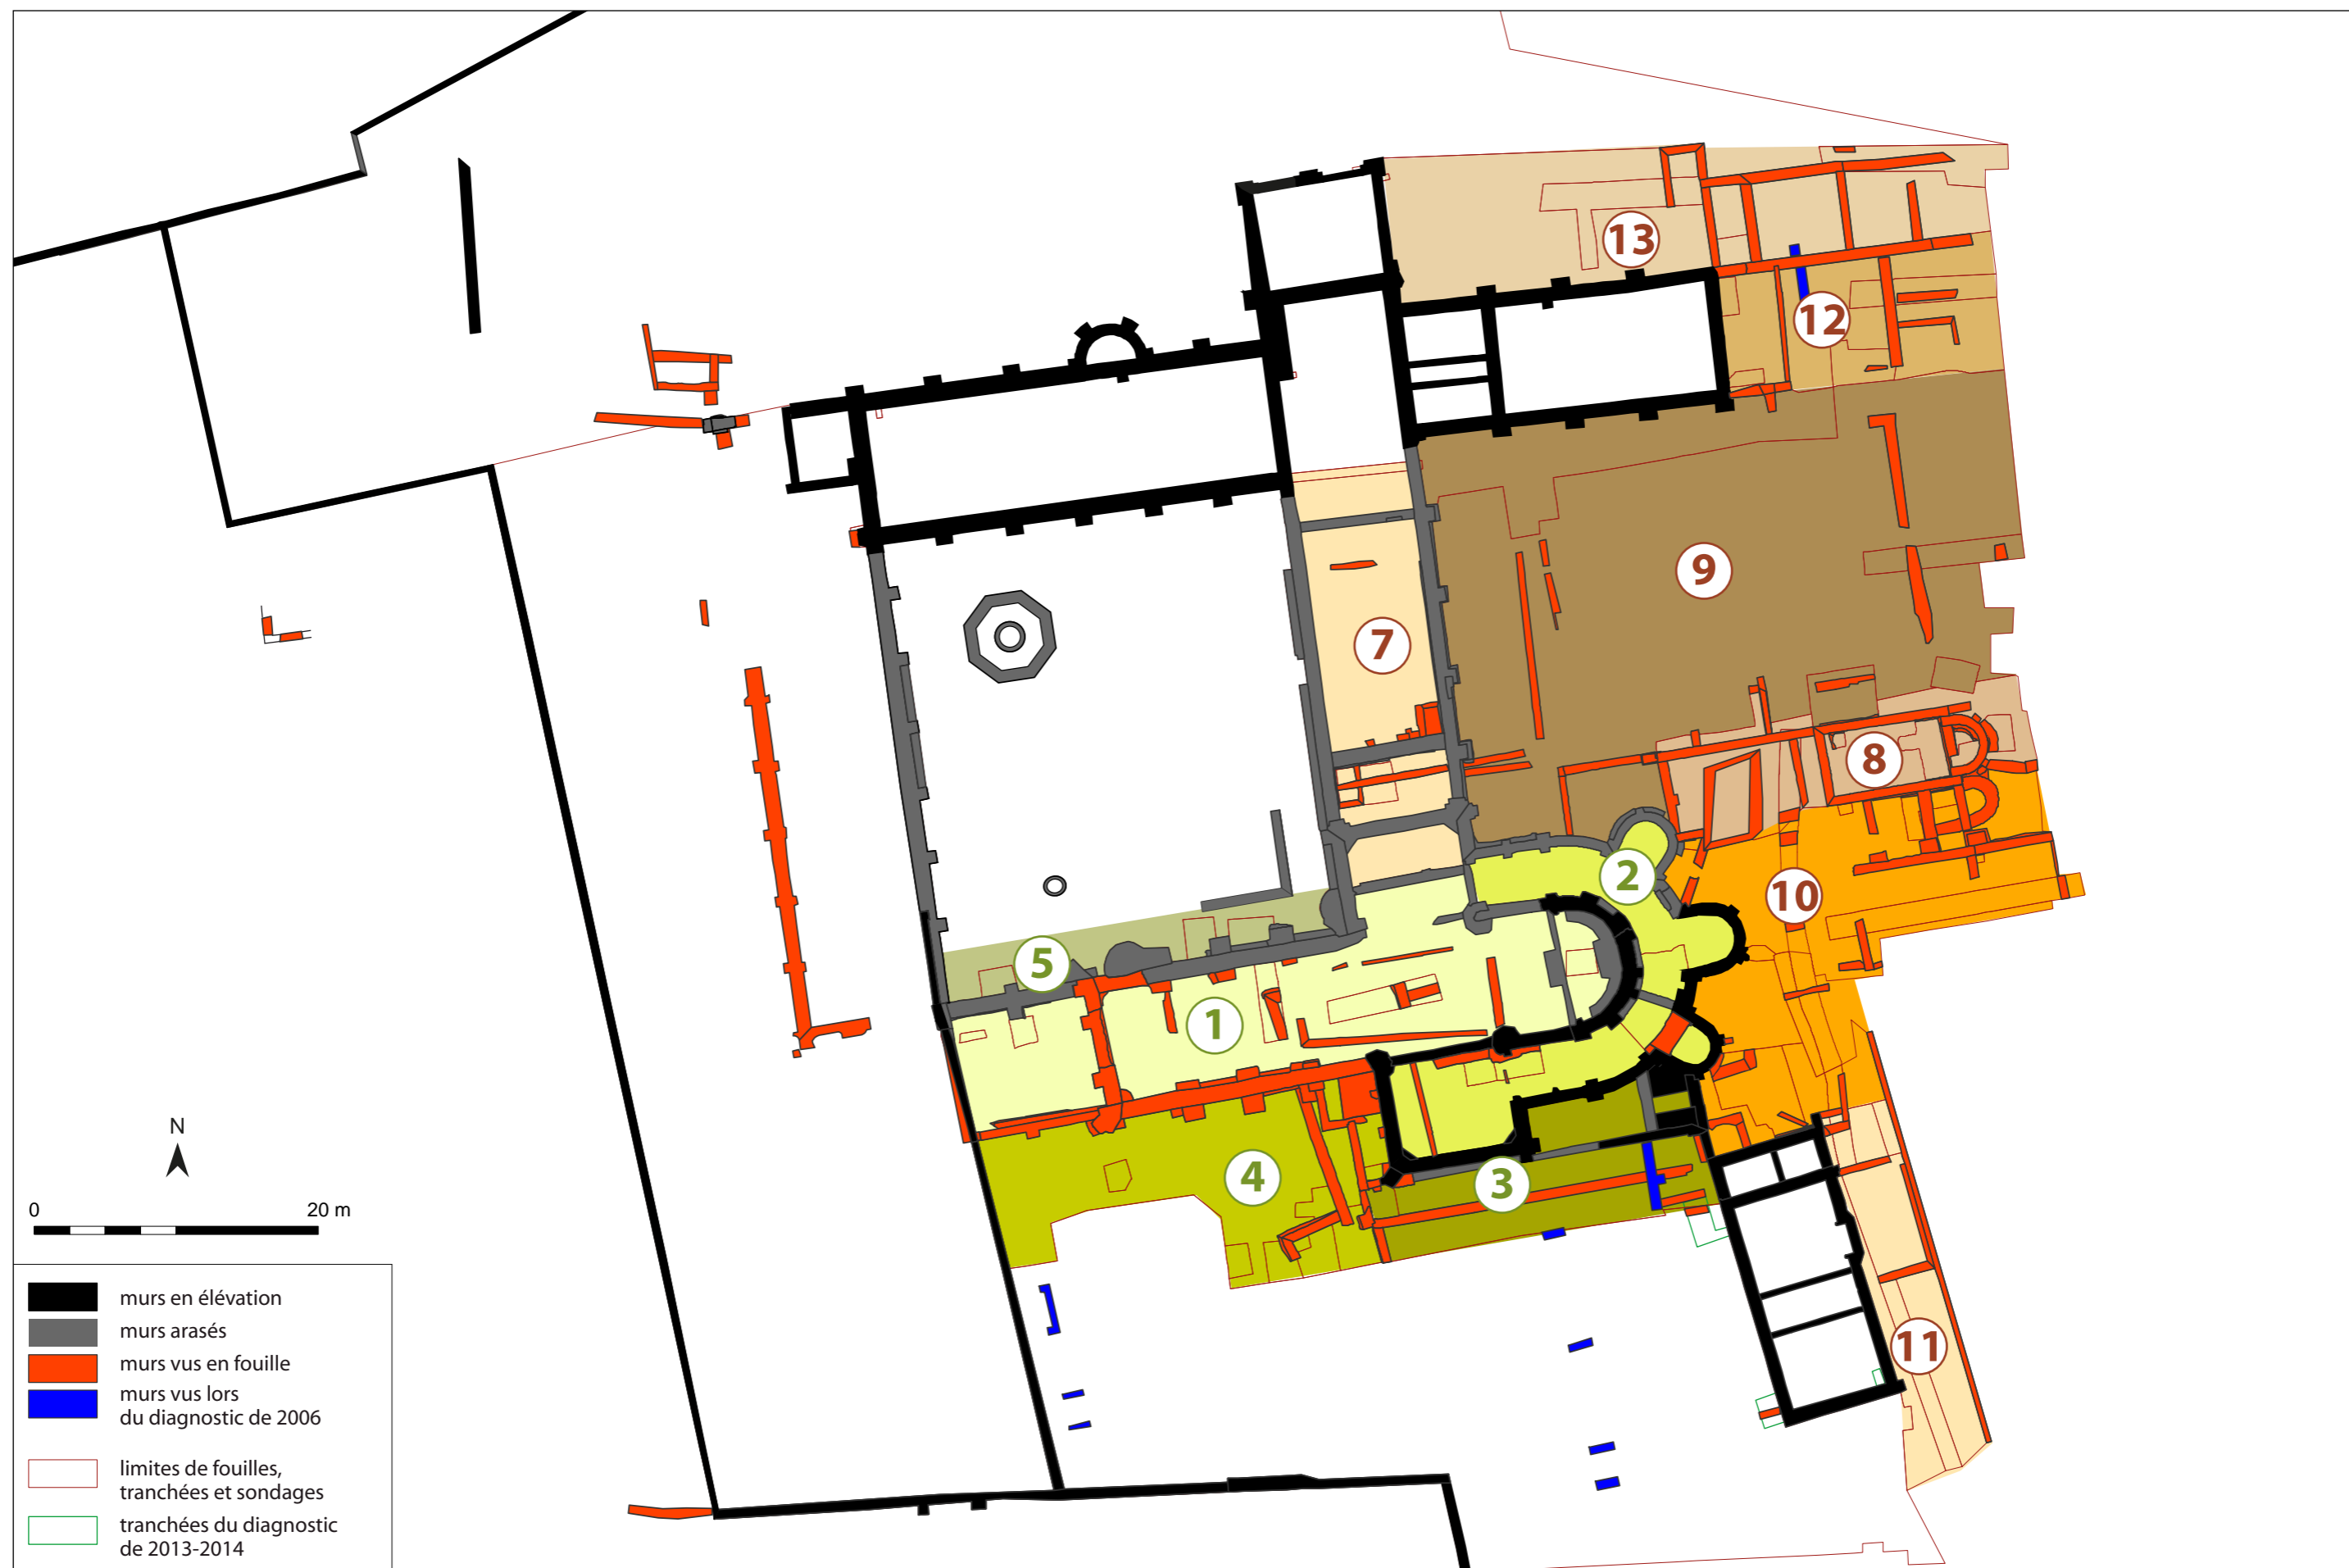 13
12
9
7
8
2
10
5
1
4
3
11
N
0 20 m
murs en élévation
murs arasés
murs vus en fouille
murs vus lors
du diagnostic de 2006
limites de fouilles,
tranchées et sondages
tranchées du diagnostic
de 2013-2014